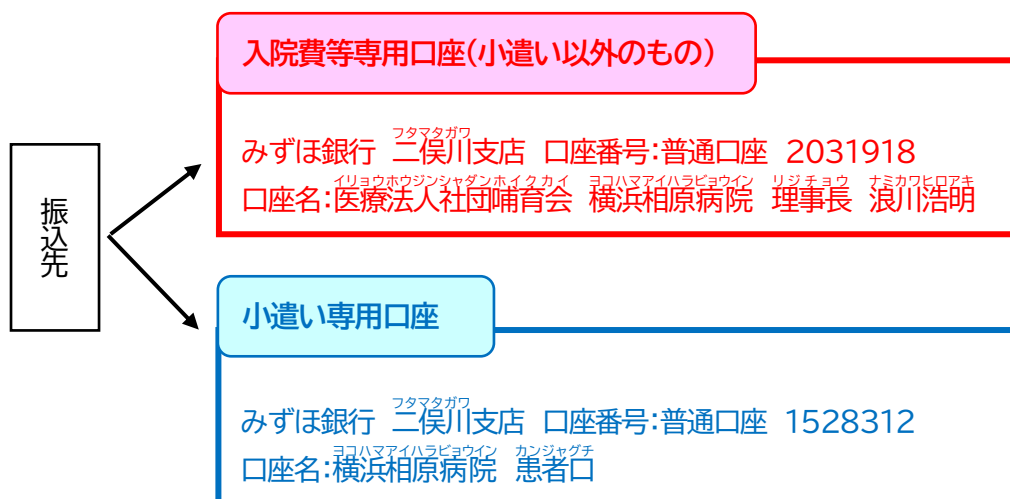 振込先
入院費等専用口座(小遣い以外のもの)
フタマタガワ
みずほ銀行 二俣川支店 口座番号:普通口座 2031918
イリョウホウジンシャダンホイクカイ ヨコハマアイハラビョウイン リジチョウ ナミカワヒロアキ
口座名:医療法人社団哺育会 横浜相原病院 理事長 浪川浩明
小遣い専用口座
フタマタガワ
みずほ銀行 二俣川支店 口座番号:普通口座 1528312
ヨコハマアイハラビョウイン カンジャグチ
口座名:横浜相原病院 患者口